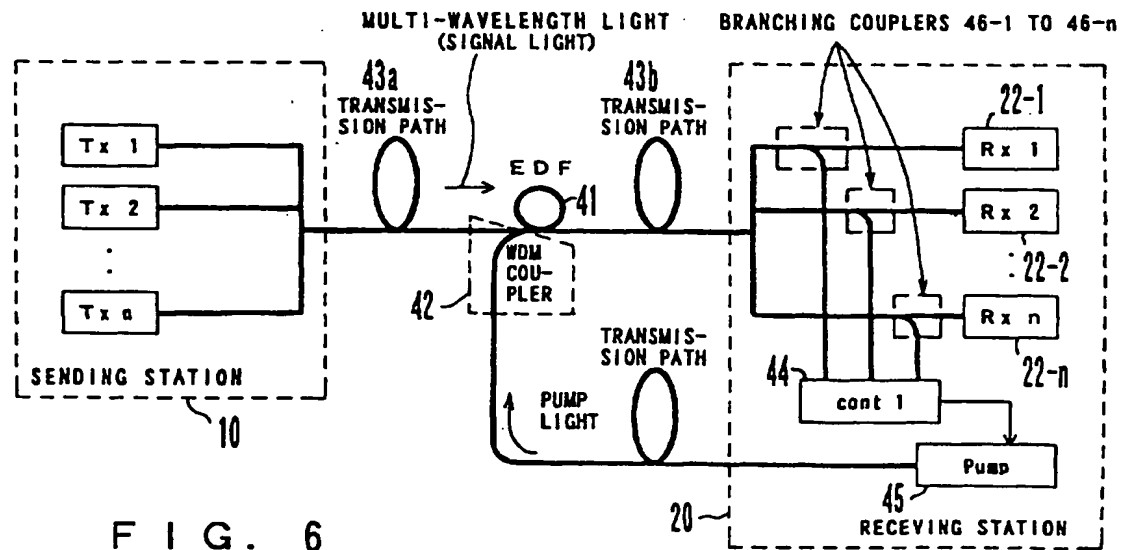 MULTI-WAVELENGTH LIGHT
(SIGNAL LIGHT)
BRANCHING COUPLERS 46-1 TO 46-n
43a
TRANSMIS-
SION PATH
43b
TRANSMIS-
SION PATH
22-1
Tx 1
EDF
41
Rx 1
Tx 2
Rx 2
WDM
COU-
PLER
42
22-2
Tx n
Rx n
TRANSMIS-
SION PATH
22-n
SENDING STATION
44
cont 1
PUMP
LIGHT
10
Pump
45
20
RECEVING STATION
FIG. 6